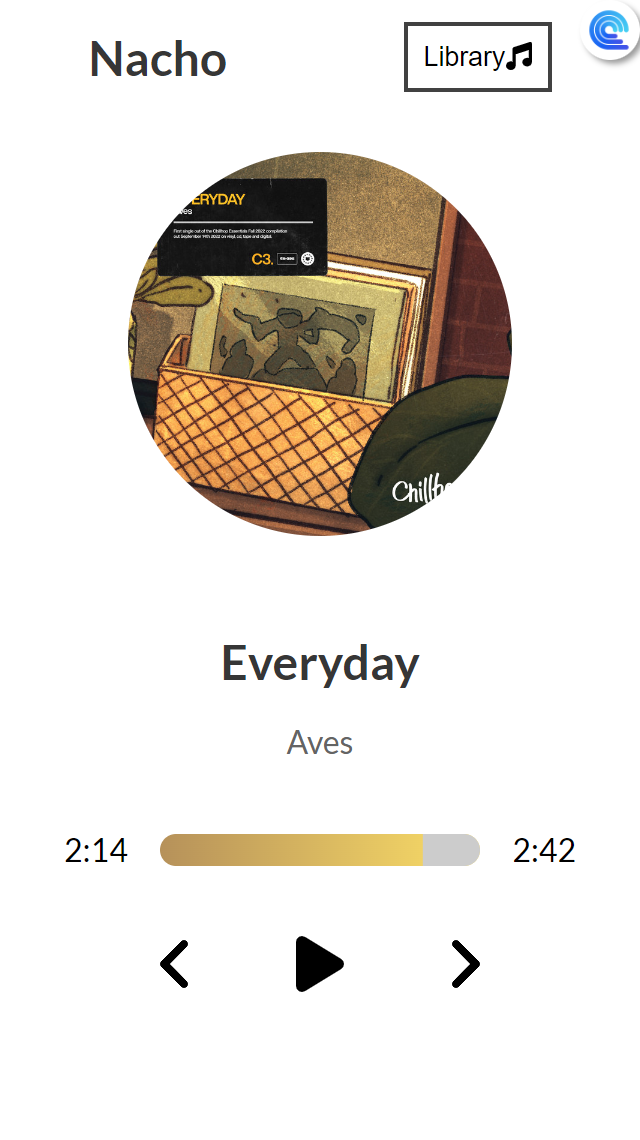 Nacho
Library
ERYDAY
ves
First single out of the Chillhop Essentials Fall 2022 compilation
out September 14th 2022 on vinyl, cd, tape and digital.
C3.
Chillho
Everyday
Aves
2:14
2:42